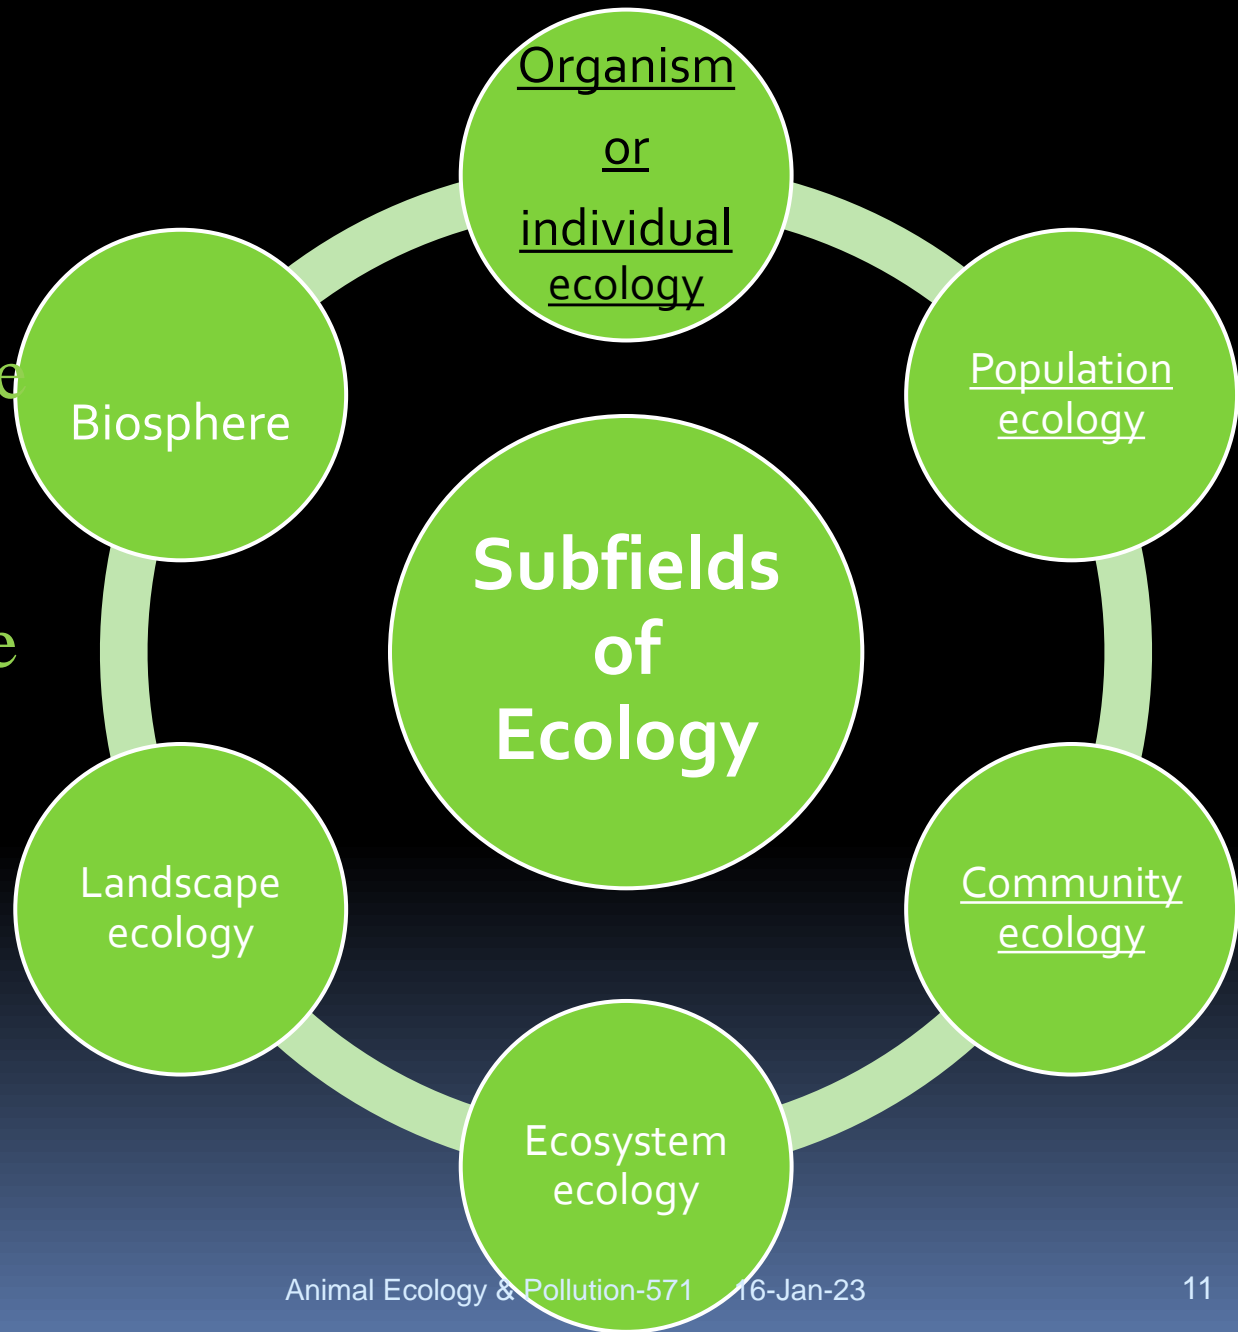 Organism
or
individual
ecology
Population
ecology
Community
ecology
Ecosystem
ecology
Landscape
ecology
Biosphere
Subfields
of
Ecology
e
e
Animal Ecology & Pollution-571 16-Jan-23
11